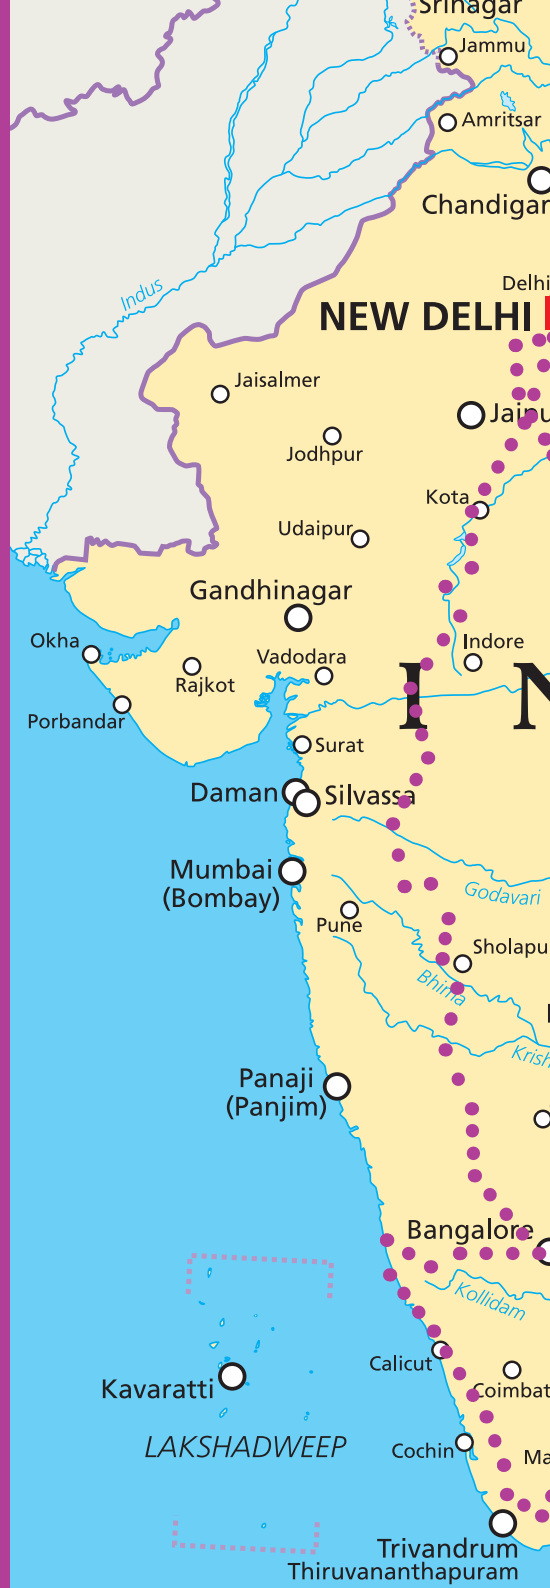 Srinagar
Jammu
Amritsar
Chandigar
Indus
Delhi
NEW DELHI
Jaisalmer
Jaipu
Jodhpur
Kota
Udaipur
Gandhinagar
Okha
Vadodara
Indore
Rajkot
I N
Porbandar
Surat
Daman
Silvassa
Mumbai
(Bombay)
Godavari
Pune
Sholapu
Bhima
Krish
Panaji
(Panjim)
Bangalore
Kollidam
Calicut
Kavaratti
Coimbat
LAKSHADWEEP
Cochin
Ma
Trivandrum
Thiruvananthapuram